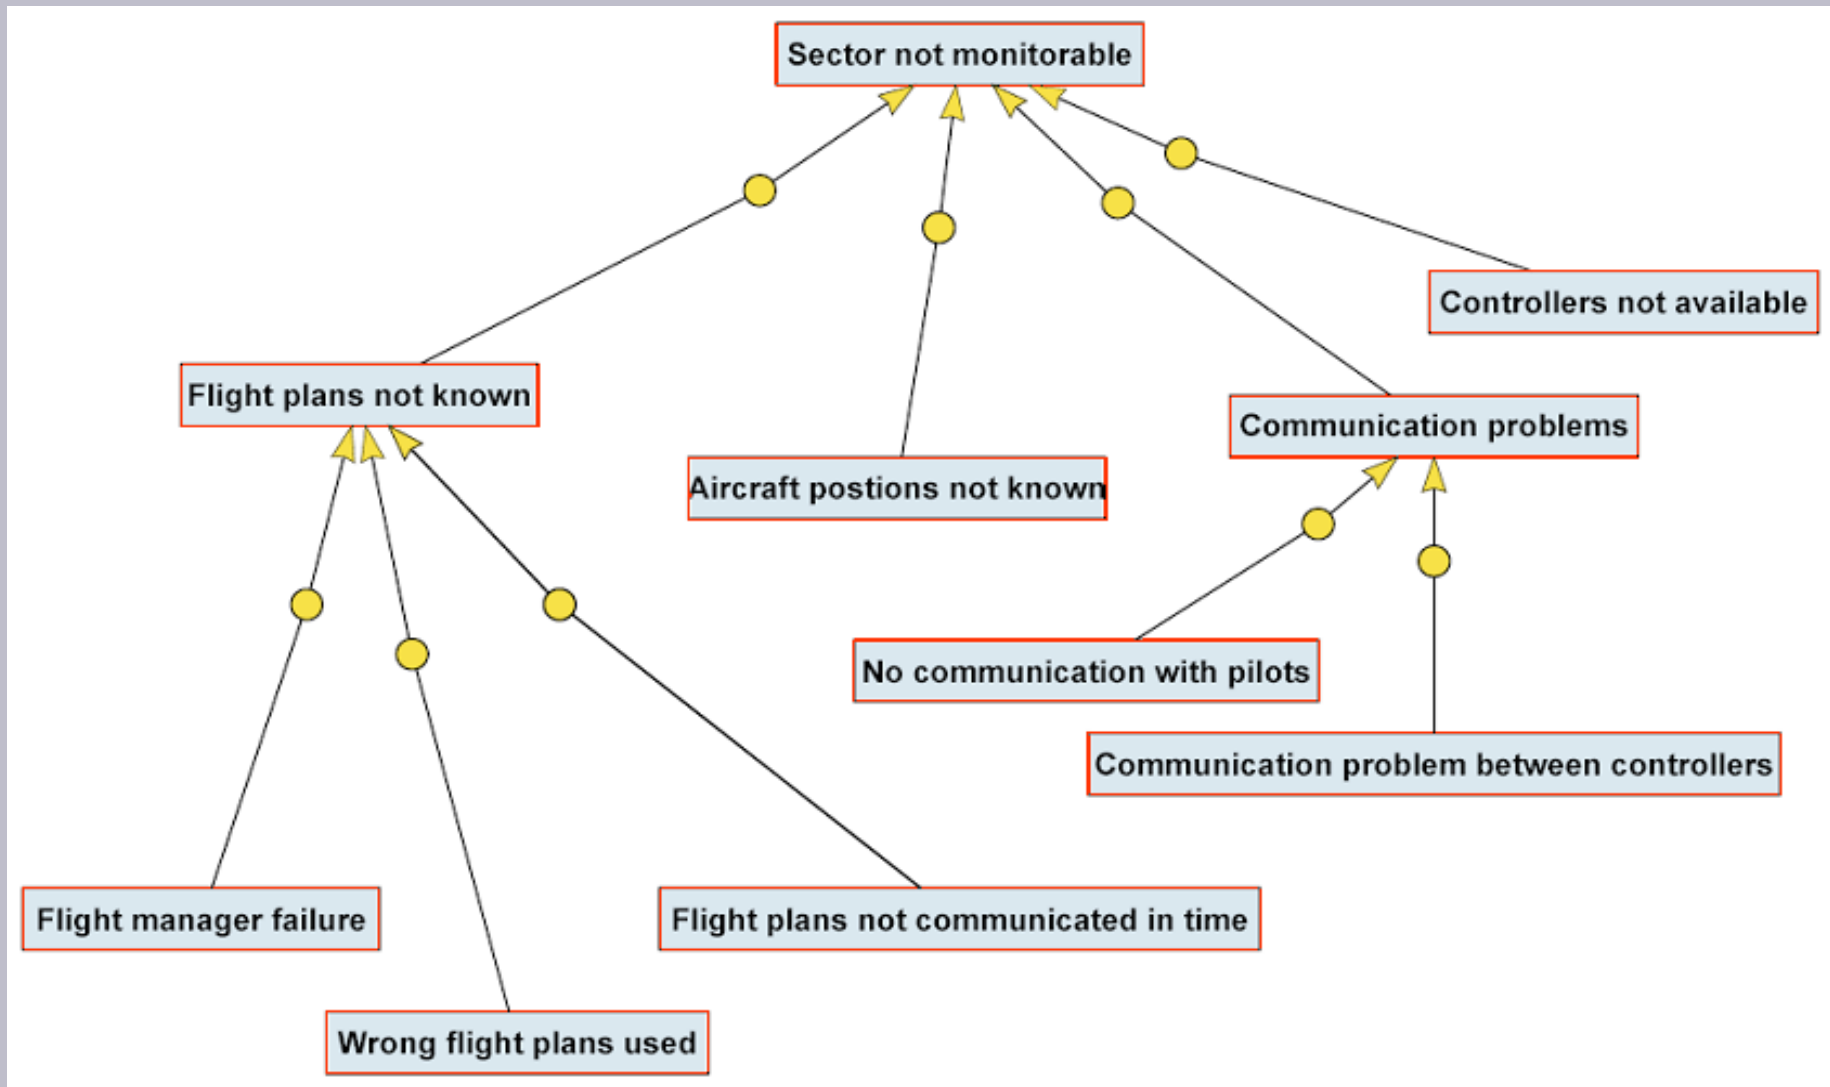 Sector not monitorable
Controllers not available
Flight plans not known
Communication problems
Aircraft postions not known
No communication with pilots
Communication problem between controllers
Flight manager failure
Flight plans not communicated in time
Wrong flight plans used